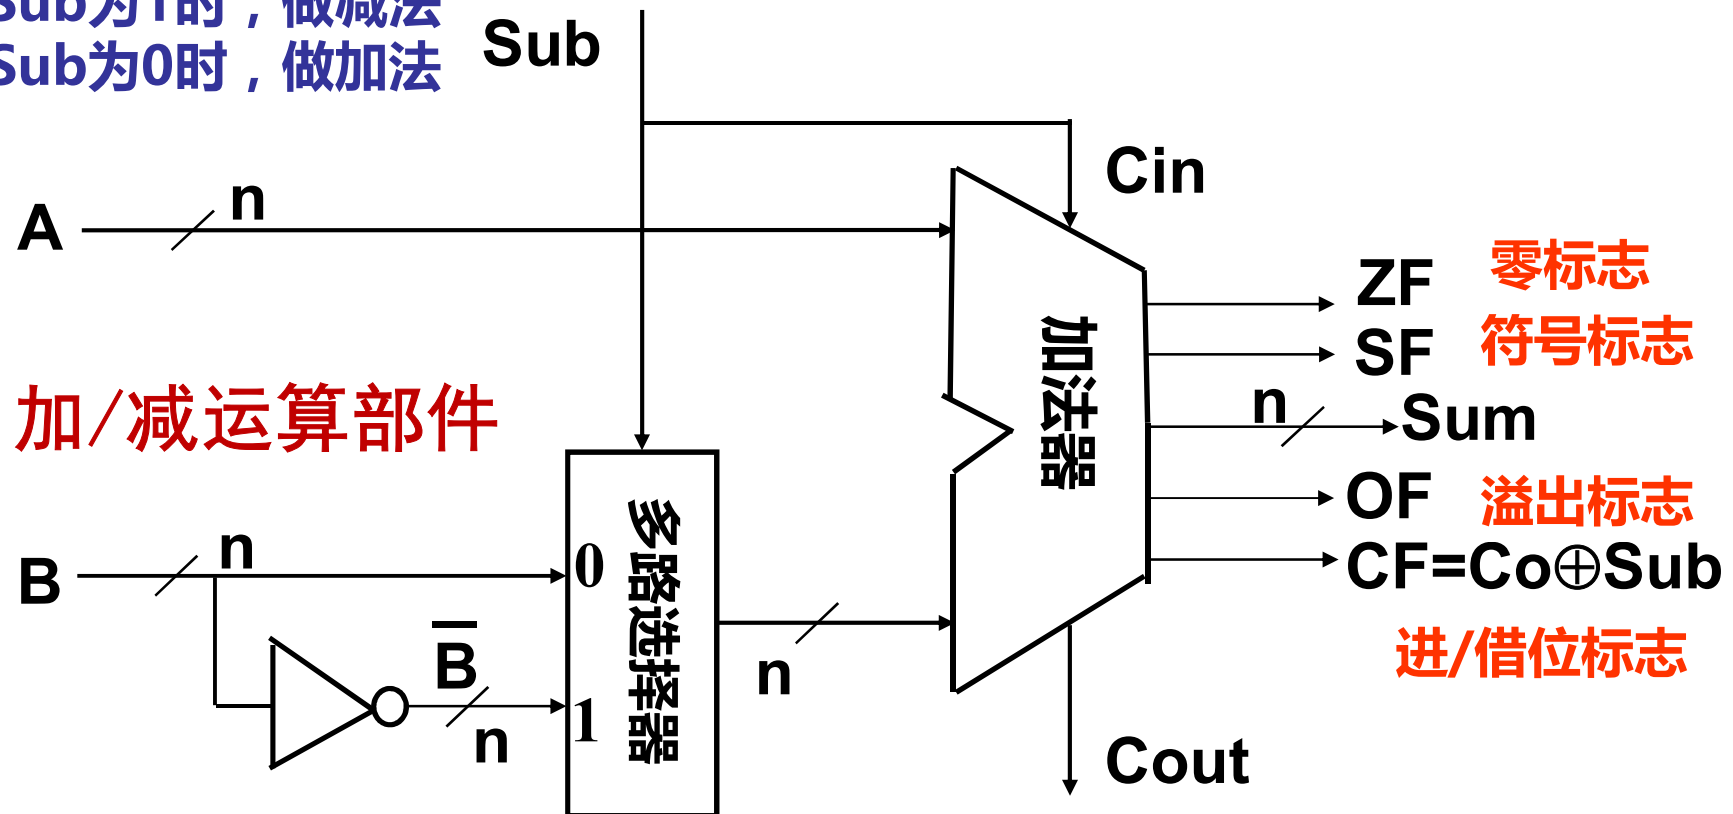 Sub为1时，做减法
Sub为0时，做加法
Sub
Cin
A
n
ZF 零标志
SF 符号标志
n
Sum
加法器
加/减运算部件
OF 溢出标志
CF=Co⊕Sub
进/借位标志
B
n
0
多路选择器
B̅
n
1
n
Cout